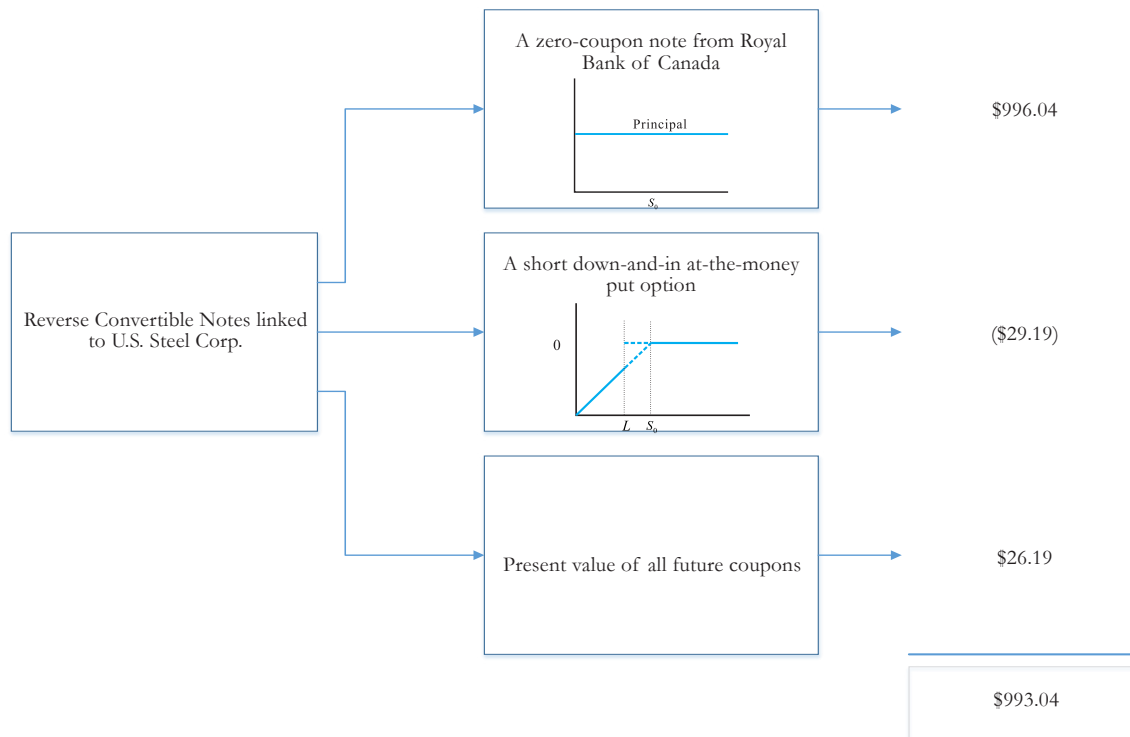 A zero-coupon note from Royal
Bank of Canada
Principal
S₀
$996.04
Reverse Convertible Notes linked
to U.S. Steel Corp.
A short down-and-in at-the-money
put option
0
L S₀
($29.19)
Present value of all future coupons
$26.19
$993.04